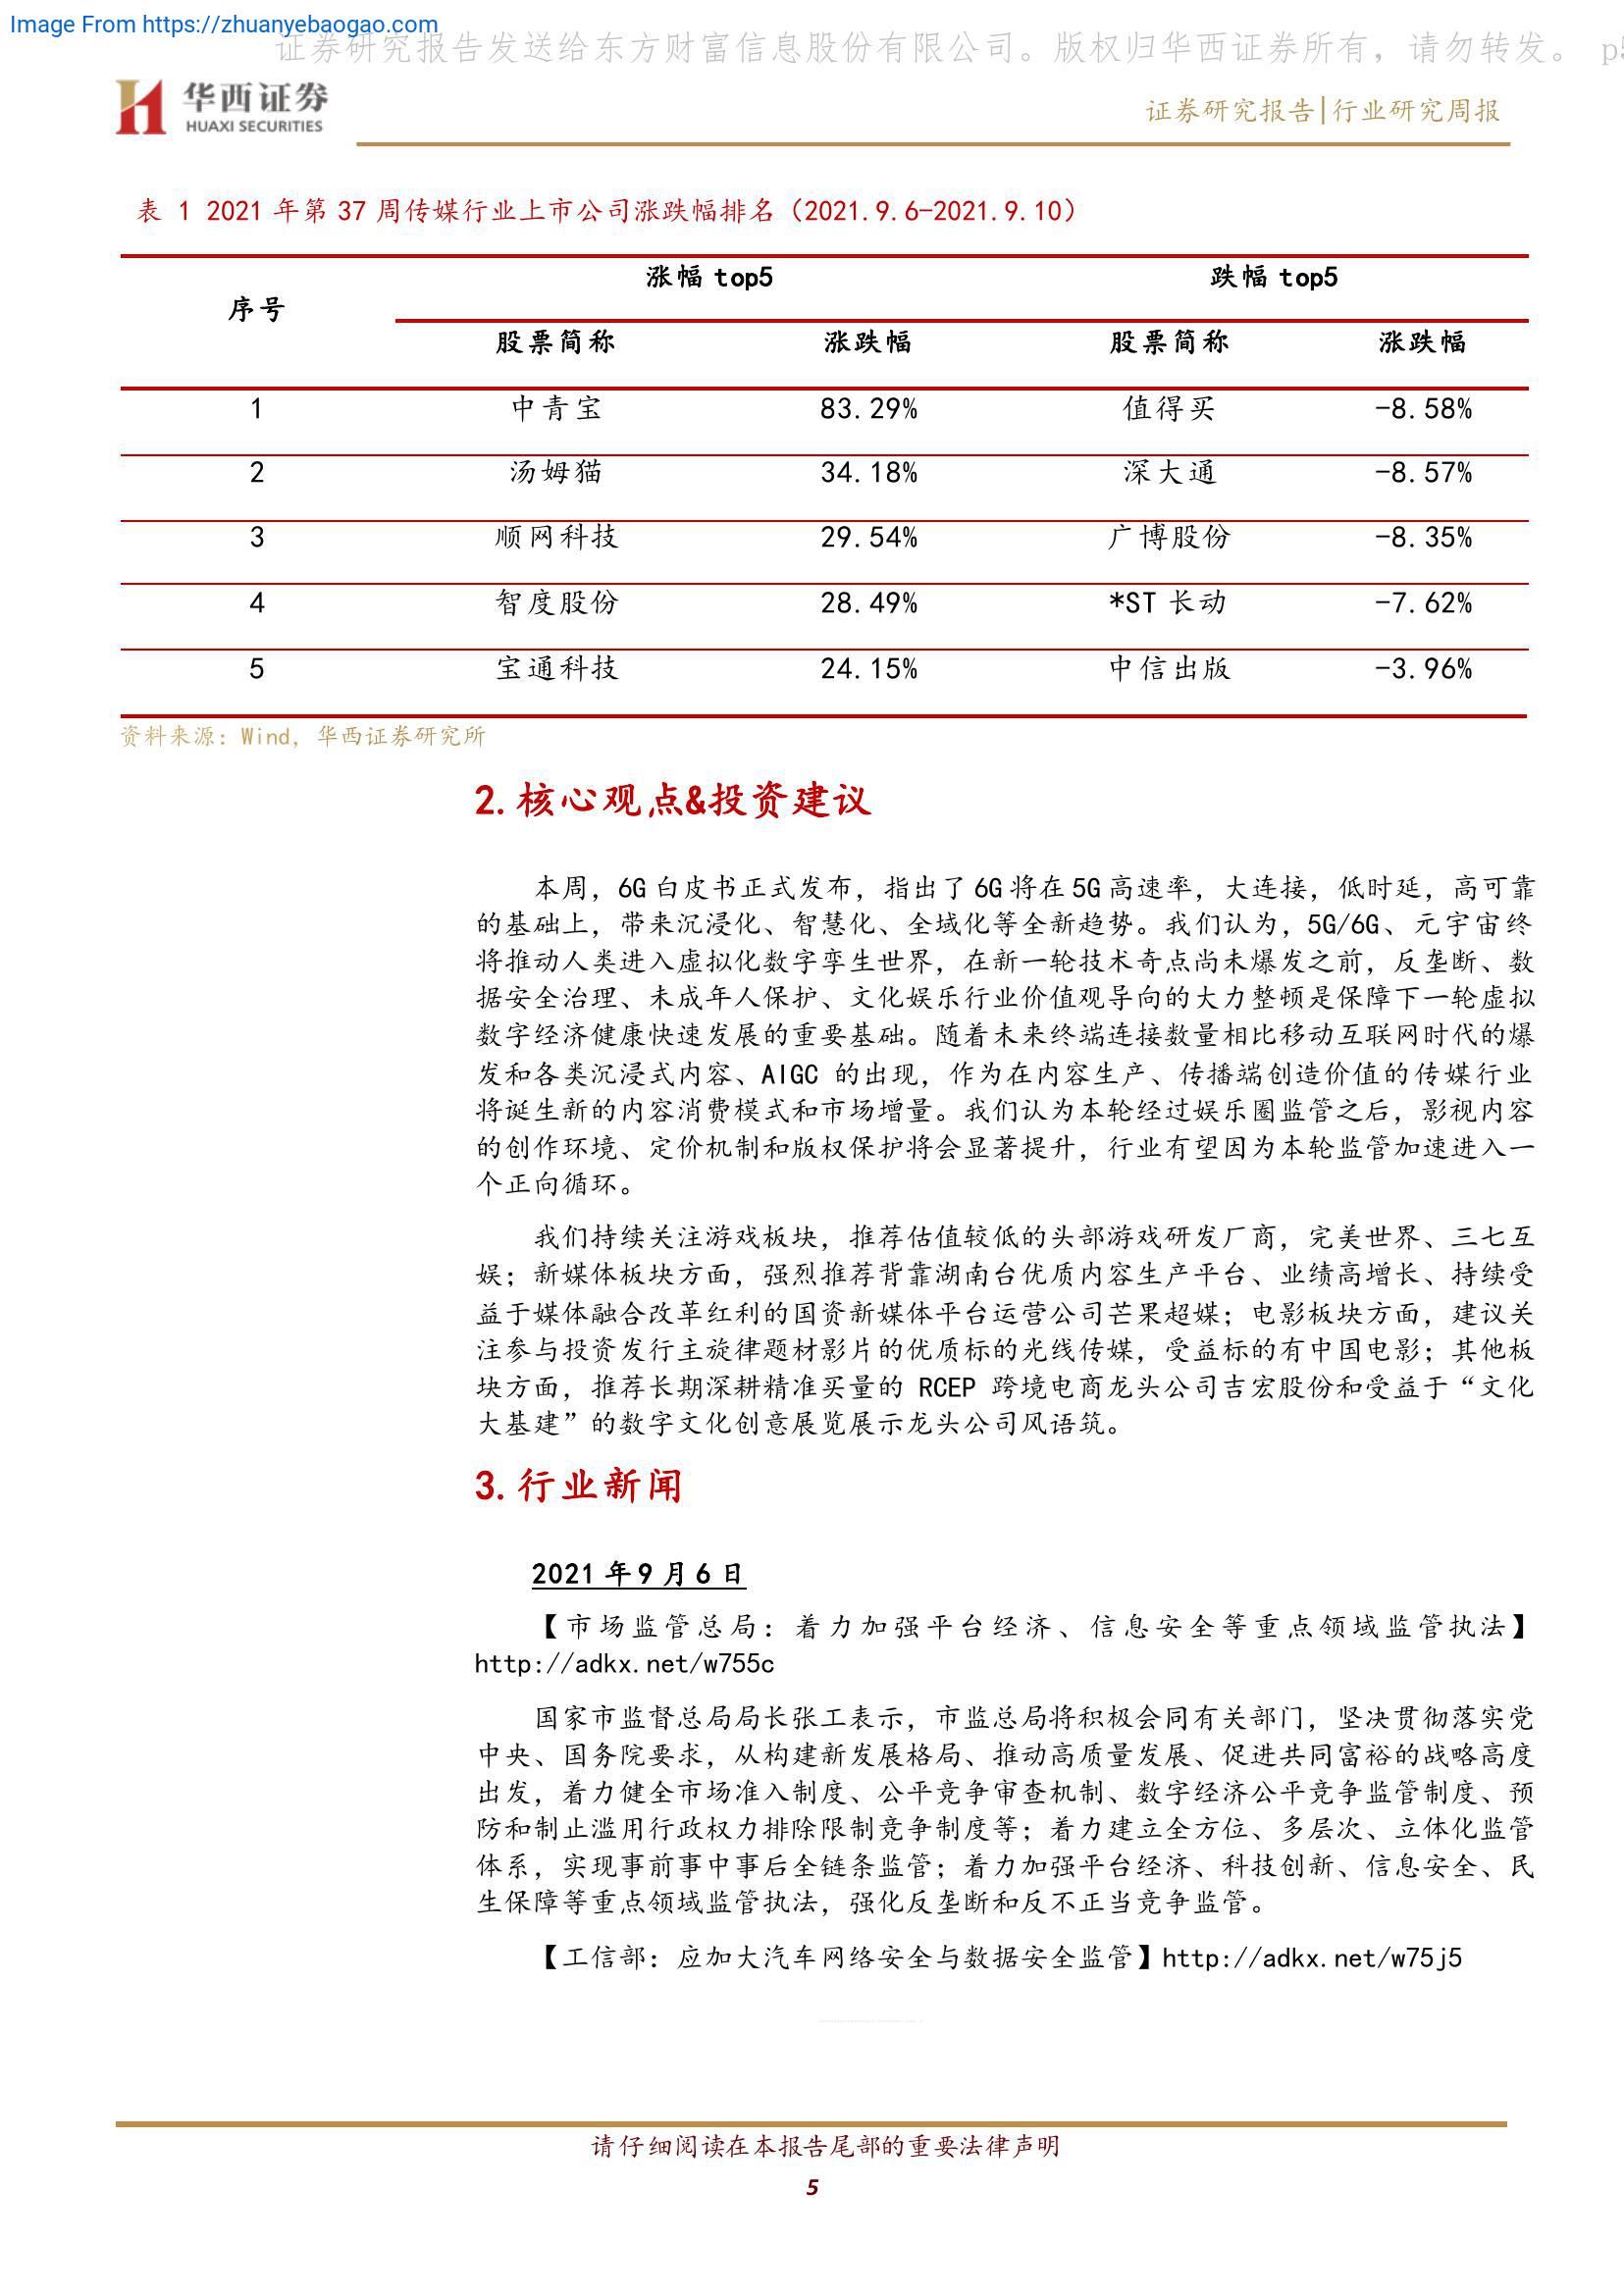 Image From https://zhuanyebaogao.com
证券研究报告发送给东方财富信息股份有限公司。版权归华西证券所有，请勿转发。 p5
华西证券
HUAXI SECURITIES
证券研究报告|行业研究周报
表 1 2021 年第 37 周传媒行业上市公司涨跌幅排名（2021.9.6-2021.9.10）
序号 涨幅 top5 跌幅 top5
股票简称 涨跌幅 股票简称 涨跌幅
1 中青宝 83.29% 值得买 -8.58%
2 汤姆猫 34.18% 深大通 -8.57%
3 顺网科技 29.54% 广博股份 -8.35%
4 智度股份 28.49% *ST 长动 -7.62%
5 宝通科技 24.15% 中信出版 -3.96%
资料来源：Wind，华西证券研究所
2.核心观点&投资建议
本周，6G 白皮书正式发布，指出了 6G 将在 5G 高速率，大连接，低时延，高可靠
的基础上，带来沉浸化、智慧化、全域化等全新趋势。我们认为，5G/6G、元宇宙终
将推动人类进入虚拟化数字孪生世界，在新一轮技术奇点尚未爆发之前，反垄断、数
据安全治理、未成年人保护、文化娱乐行业价值观导向的大力整顿是保障下一轮虚拟
数字经济健康快速发展的重要基础。随着未来终端连接数量相比移动互联网时代的爆
发和各类沉浸式内容、AIGC 的出现，作为在内容生产、传播端创造价值的传媒行业
将诞生新的内容消费模式和市场增量。我们认为本轮经过娱乐圈监管之后，影视内容
的创作环境、定价机制和版权保护将会显著提升，行业有望因为本轮监管加速进入一
个正向循环。
我们持续关注游戏板块，推荐估值较低的头部游戏研发厂商，完美世界、三七互
娱；新媒体板块方面，强烈推荐背靠湖南台优质内容生产平台、业绩高增长、持续受
益于媒体融合改革红利的国资新媒体平台运营公司芒果超媒；电影板块方面，建议关
注参与投资发行主旋律题材影片的优质标的光线传媒，受益标的有中国电影；其他板
块方面，推荐长期深耕精准买量的 RCEP 跨境电商龙头公司吉宏股份和受益于“文化
大基建”的数字文化创意展览展示龙头公司风语筑。
3.行业新闻
2021 年 9 月 6 日
【市场监管总局：着力加强平台经济、信息安全等重点领域监管执法】
http://adkx.net/w755c
国家市监督总局局长张工表示，市监总局将积极会同有关部门，坚决贯彻落实党
中央、国务院要求，从构建新发展格局、推动高质量发展、促进共同富裕的战略高度
出发，着力健全市场准入制度、公平竞争审查机制、数字经济公平竞争监管制度、预
防和制止滥用行政权力排除限制竞争制度等；着力建立全方位、多层次、立体化监管
体系，实现事前事中事后全链条监管；着力加强平台经济、科技创新、信息安全、民
生保障等重点领域监管执法，强化反垄断和反不正当竞争监管。
【工信部：应加大汽车网络安全与数据安全监管】http://adkx.net/w75j5
请仔细阅读在本报告尾部的重要法律声明
5